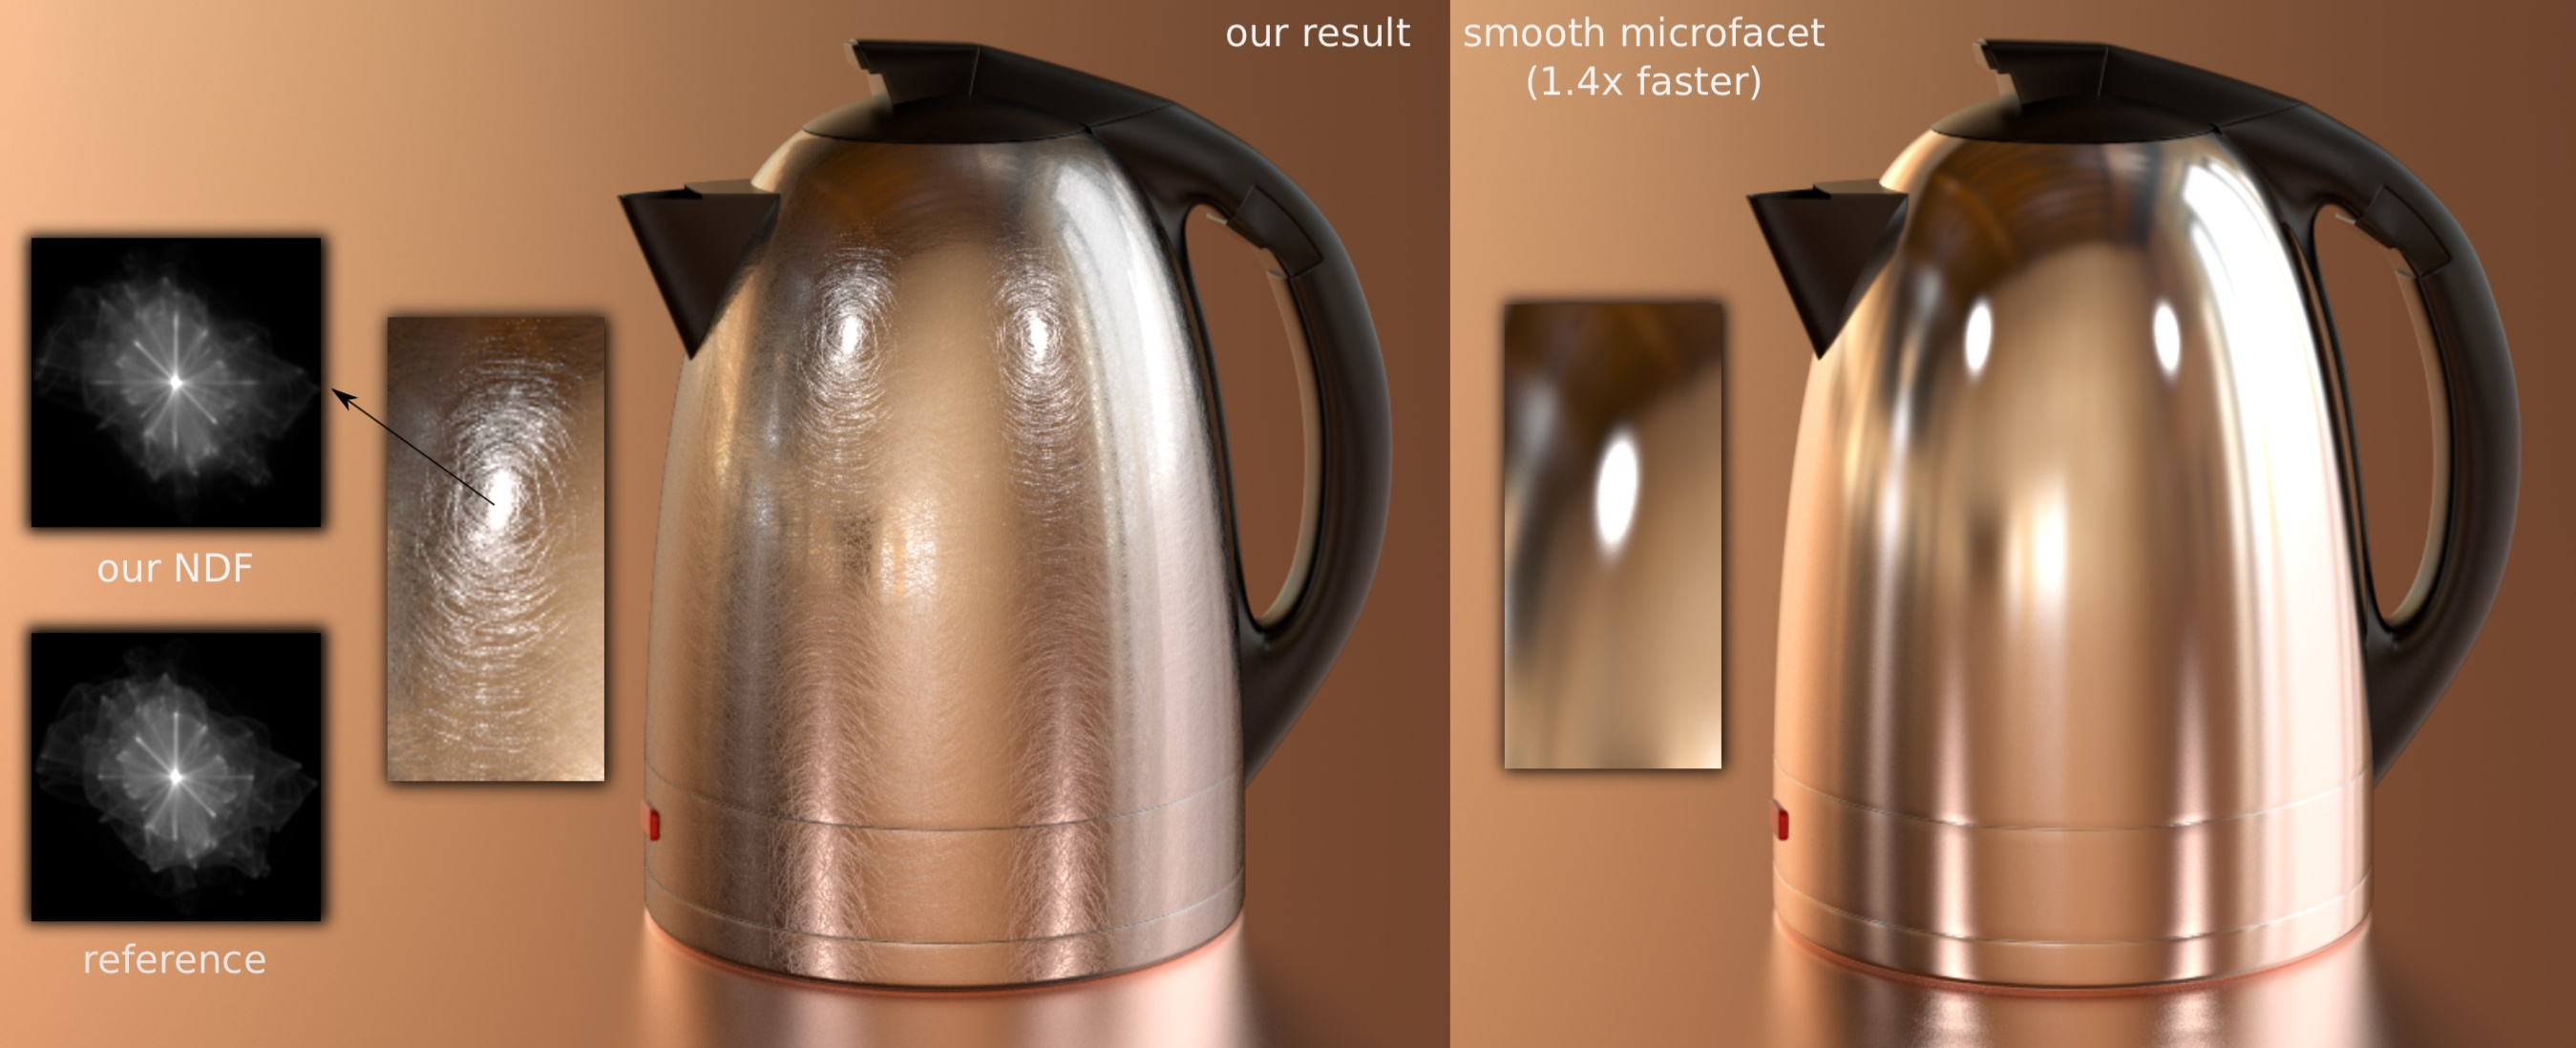 our result
smooth microfacet
(1.4x faster)
our NDF
reference